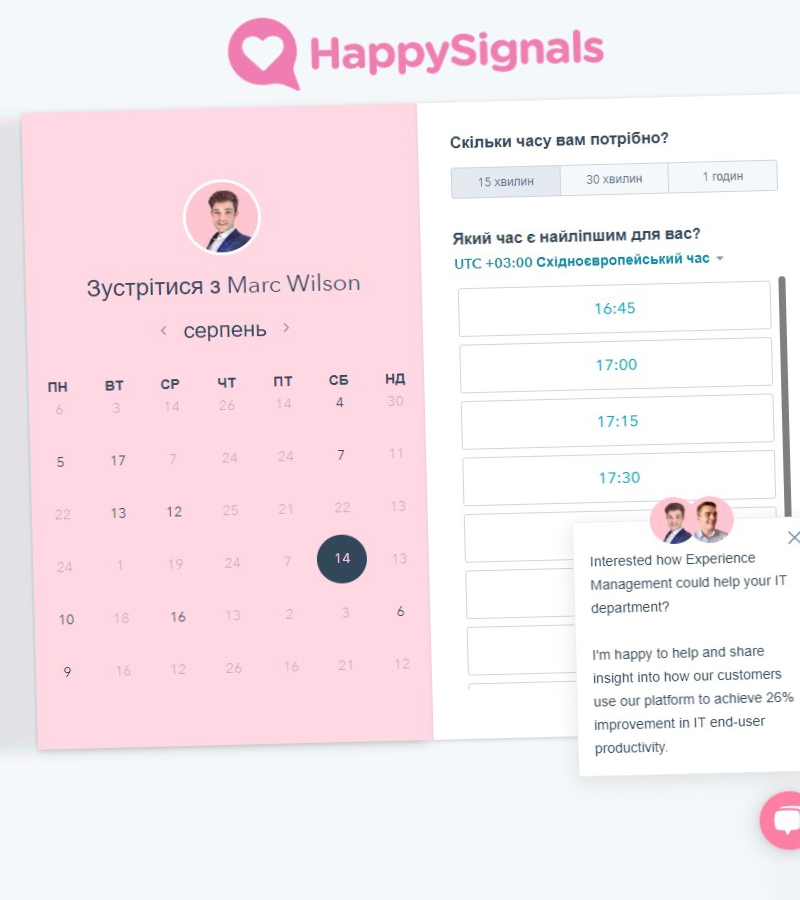 HappySignals
Зустрітися з Marc Wilson
серпень
ПН ВТ СР ЧТ ПТ СБ НД
6 3 14 26 14 4 30
5 17 7 24 24 7 11
22 13 12 25 21 22 13
24 1 19 24 7 14 13
10 18 16 13 2 3 6
9 16 12 26 16 21 12
Скільки часу вам потрібно?
15 хвилин 30 хвилин 1 годин
Який час є найліпшим для вас?
UTC +03:00 Східноєвропейський час
16:45
17:00
17:15
17:30
Interested how Experience
Management could help your IT
department?
I'm happy to help and share
insight into how our customers
use our platform to achieve 26%
improvement in IT end-user
productivity.